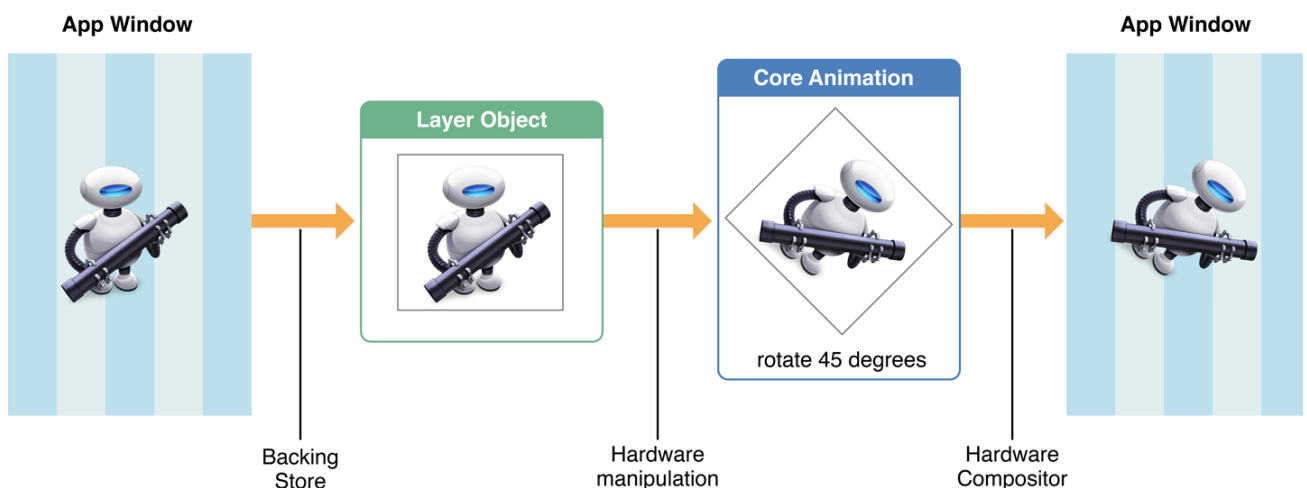 App Window
App Window
Core Animation
Layer Object
rotate 45 degrees
Backing
Store
Hardware
manipulation
Hardware
Compositor